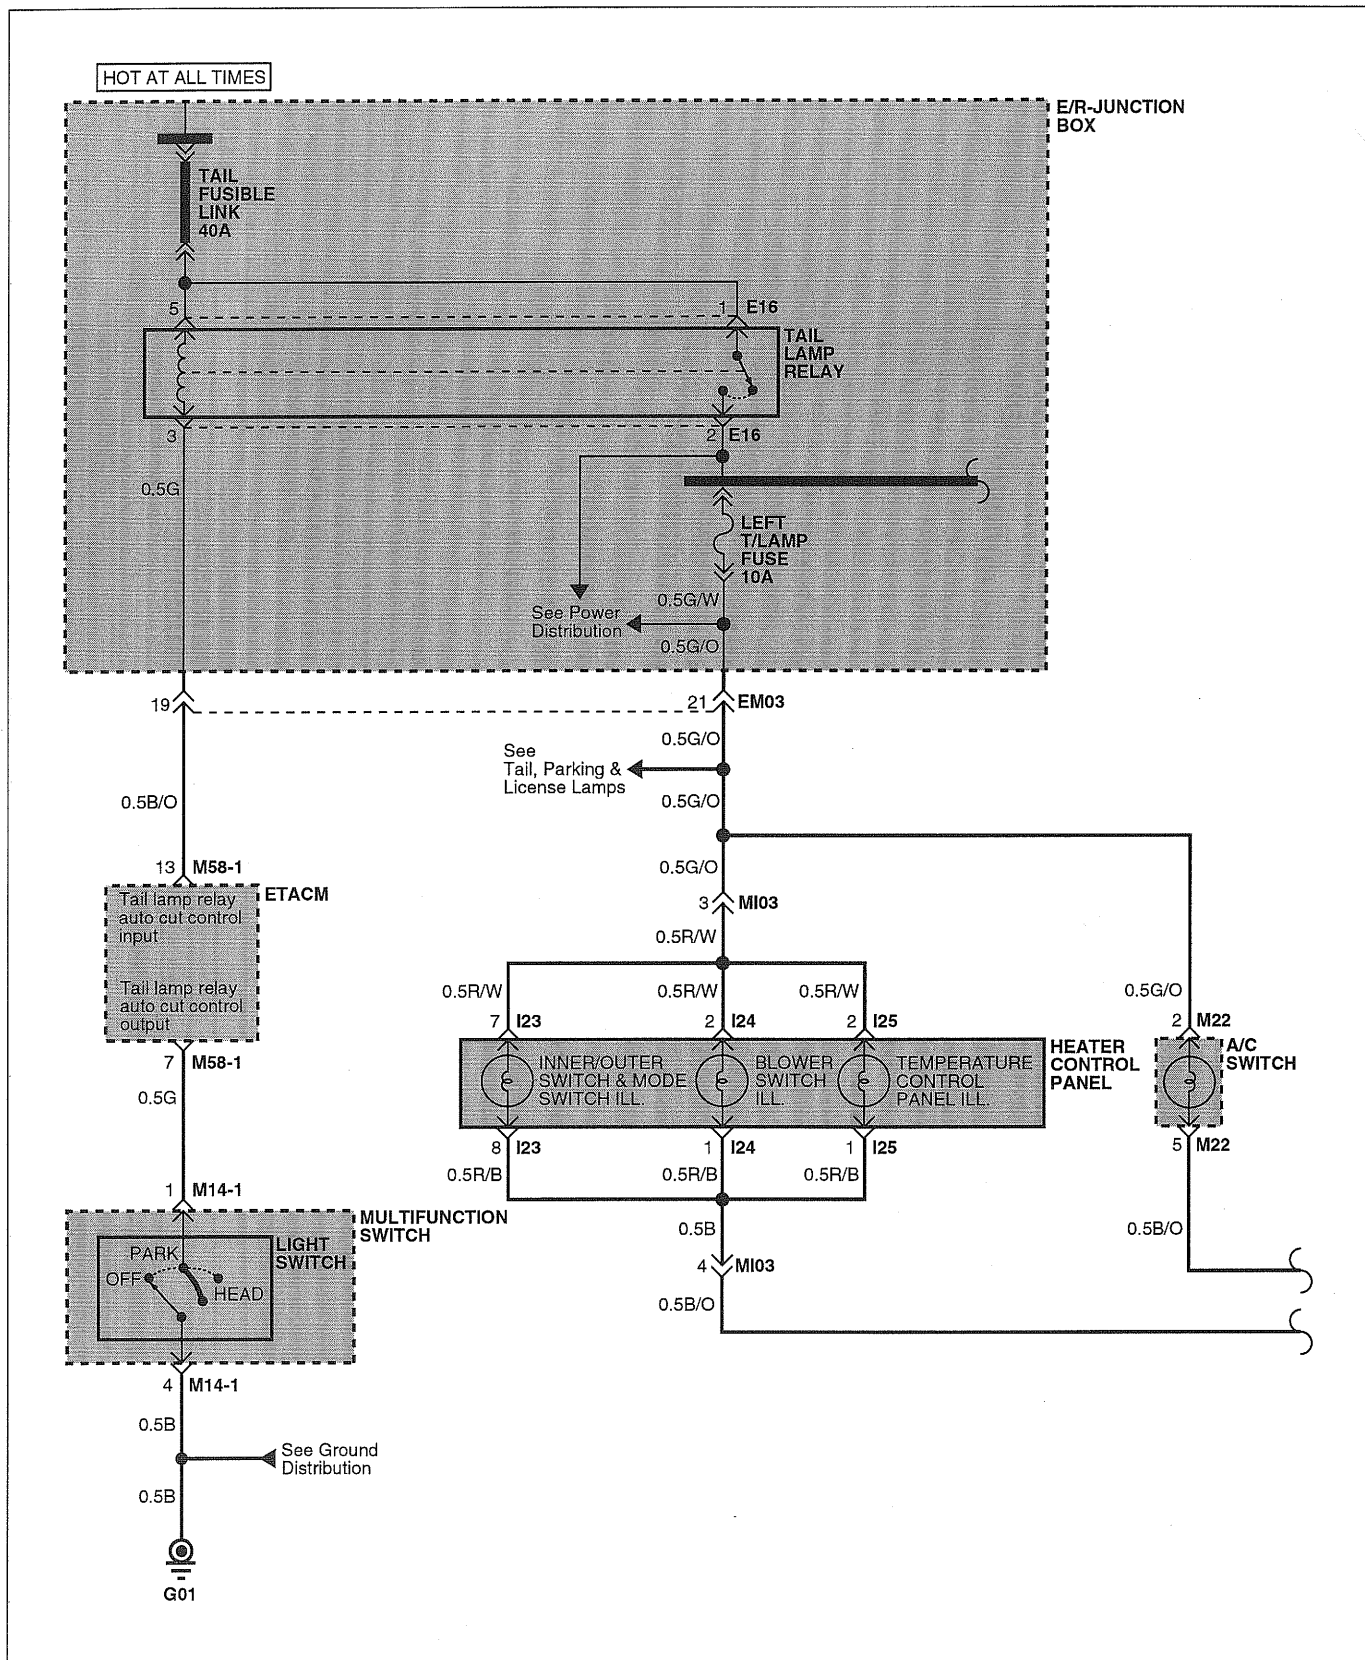 HOT AT ALL TIMES
E/R-JUNCTION
BOX
TAIL
FUSIBLE
LINK
40A
5
1 E16
TAIL
LAMP
RELAY
3
2 E16
0.5G
LEFT
T/LAMP
FUSE
10A
0.5G/W
See Power
Distribution
0.5G/O
19
21 EM03
0.5G/O
See
Tail, Parking &
License Lamps
0.5G/O
0.5B/O
13 M58-1
0.5G/O
ETACM
Tail lamp relay
auto cut control
input
3 MI03
0.5R/W
Tail lamp relay
auto cut control
output
0.5R/W
0.5R/W
0.5R/W
0.5G/O
7 I23
2 I24
2 I25
2 M22
7 M58-1
0.5G
INNER/OUTER
SWITCH & MODE
SWITCH ILL.
BLOWER
SWITCH
ILL.
TEMPERATURE
CONTROL
PANEL ILL.
HEATER
CONTROL
PANEL
A/C
SWITCH
8 I23
1 I24
1 I25
5 M22
0.5R/B
0.5R/B
0.5R/B
1 M14-1
MULTIFUNCTION
SWITCH
LIGHT
SWITCH
PARK
OFF
HEAD
0.5B
0.5B/O
4 MI03
0.5B/O
4 M14-1
0.5B
See Ground
Distribution
0.5B
G01